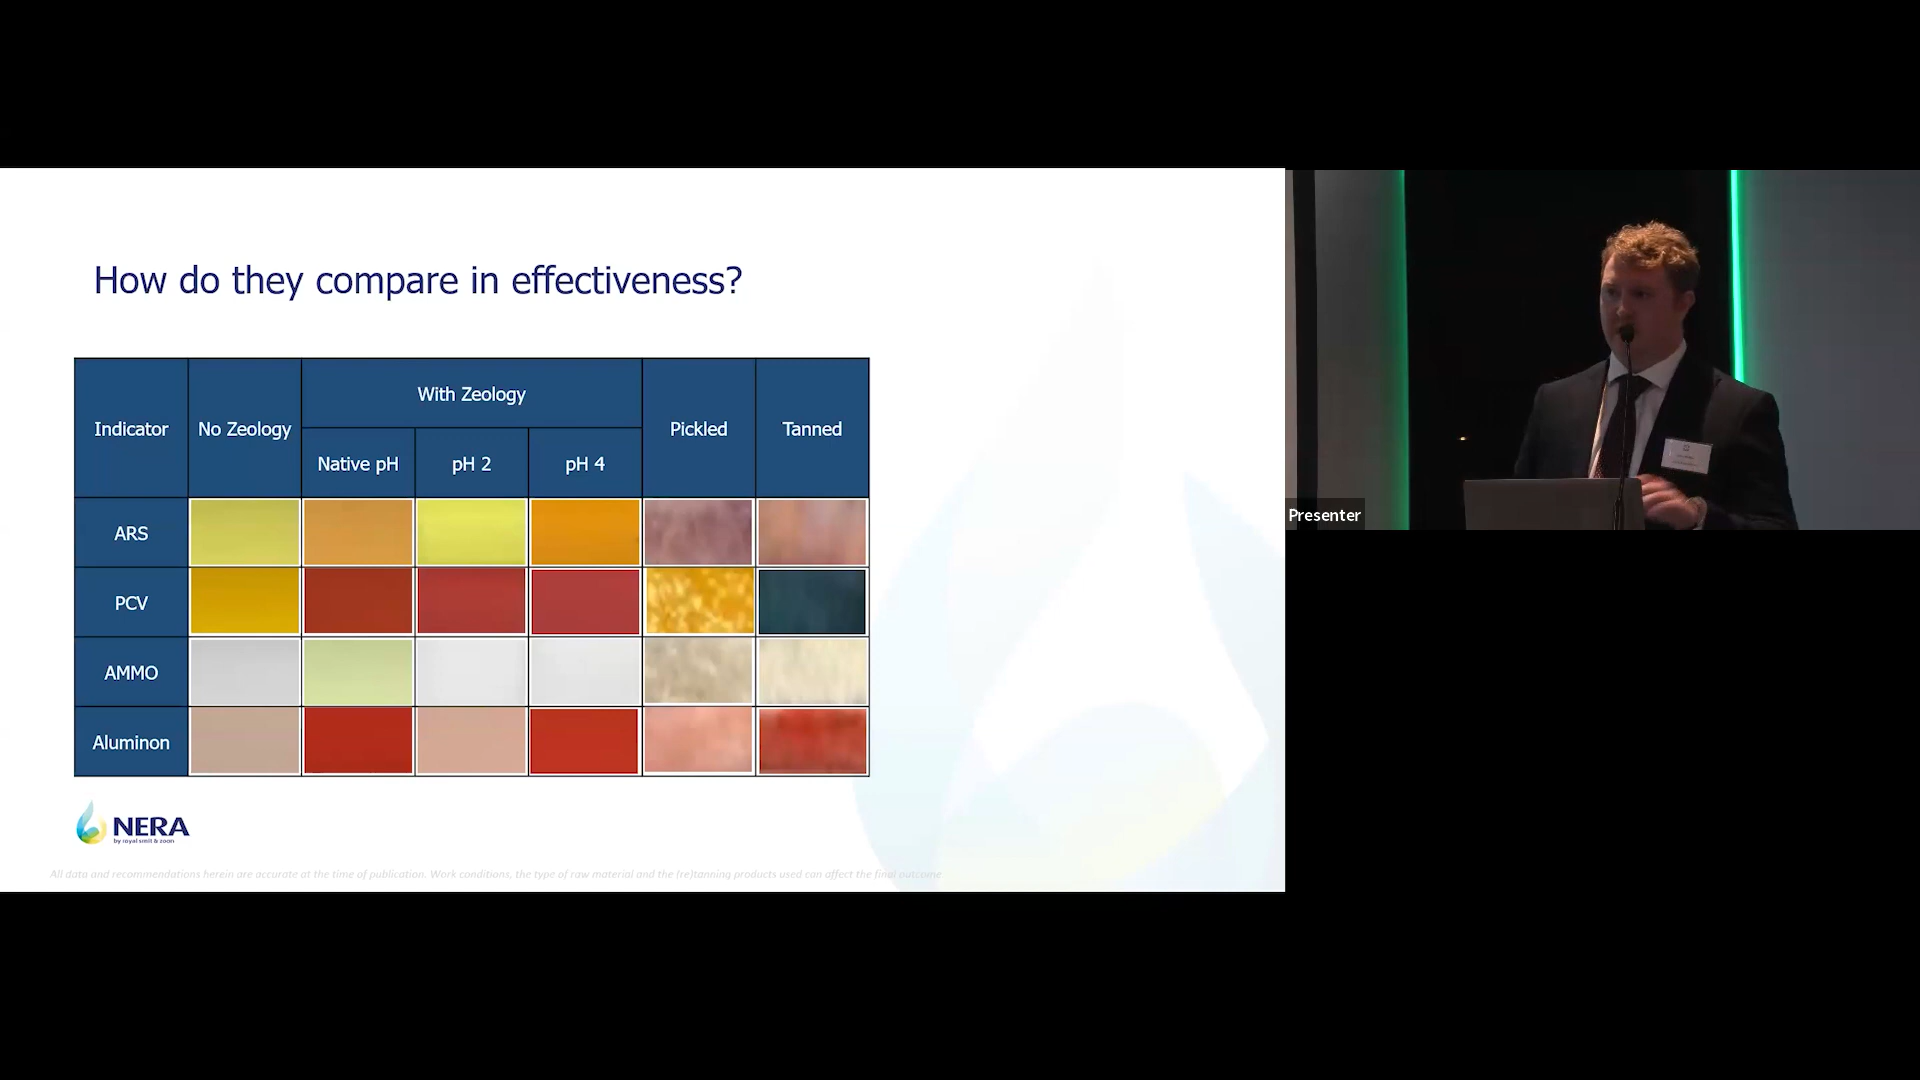 How do they compare in effectiveness?
Indicator
No Zeology
With Zeology
Pickled
Tanned
Native pH
pH 2
pH 4
ARS
PCV
AMMO
Aluminon
NERA
by royal smit & zoon
All data and recommendations herein are accurate at the time of publication. Work conditions, the type of raw material and the (re)tanning products used can affect the final outcome
Presenter